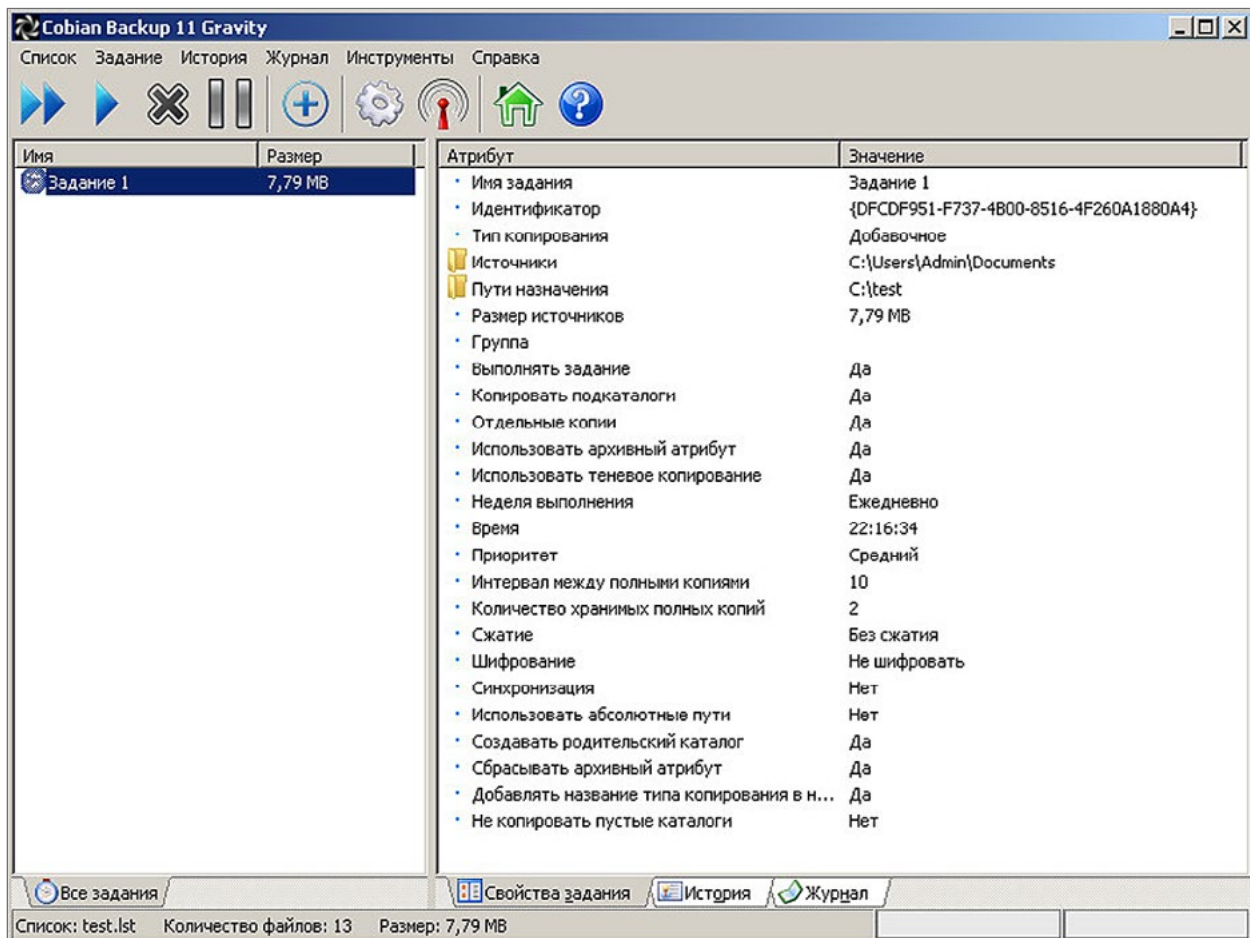 Cobian Backup 11 Gravity
Список Задание История Журнал Инструменты Справка
Имя Размер
Задание 1 7,79 MB
Атрибут Значение
Имя задания Задание 1
Идентификатор {DFCDF951-F737-4B00-8516-4F260A1880A4}
Тип копирования Добавочное
Источники C:\Users\Admin\Documents
Пути назначения C:\test
Размер источников 7,79 MB
Группа
Выполнять задание Да
Копировать подкаталоги Да
Отдельные копии Да
Использовать архивный атрибут Да
Использовать теневое копирование Да
Неделя выполнения Ежедневно
Время 22:16:34
Приоритет Средний
Интервал между полными копиями 10
Количество хранимых полных копий 2
Сжатие Без сжатия
Шифрование Не шифровать
Синхронизация Нет
Использовать абсолютные пути Нет
Создавать родительский каталог Да
Сбрасывать архивный атрибут Да
Добавлять название типа копирования в н... Да
Не копировать пустые каталоги Нет
Все задания
Свойства задания История Журнал
Список: test.lst Количество файлов: 13 Размер: 7,79 MB